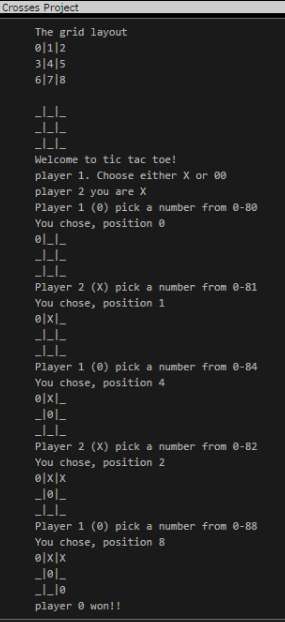 Crosses Project
The grid layout
0|1|2
3|4|5
6|7|8
_|_|_
_|_|_
_|_|_
Welcome to tic tac toe!
player 1. Choose either X or 00
player 2 you are X
Player 1 (0) pick a number from 0-80
You chose, position 0
0|_|_
_|_|_
_|_|_
Player 2 (X) pick a number from 0-81
You chose, position 1
0|X|_
_|_|_
_|_|_
Player 1 (0) pick a number from 0-84
You chose, position 4
0|X|_
_|0|_
_|_|_
Player 2 (X) pick a number from 0-82
You chose, position 2
0|X|X
_|0|_
_|_|_
Player 1 (0) pick a number from 0-88
You chose, position 8
0|X|X
_|0|_
_|_|0
player 0 won!!